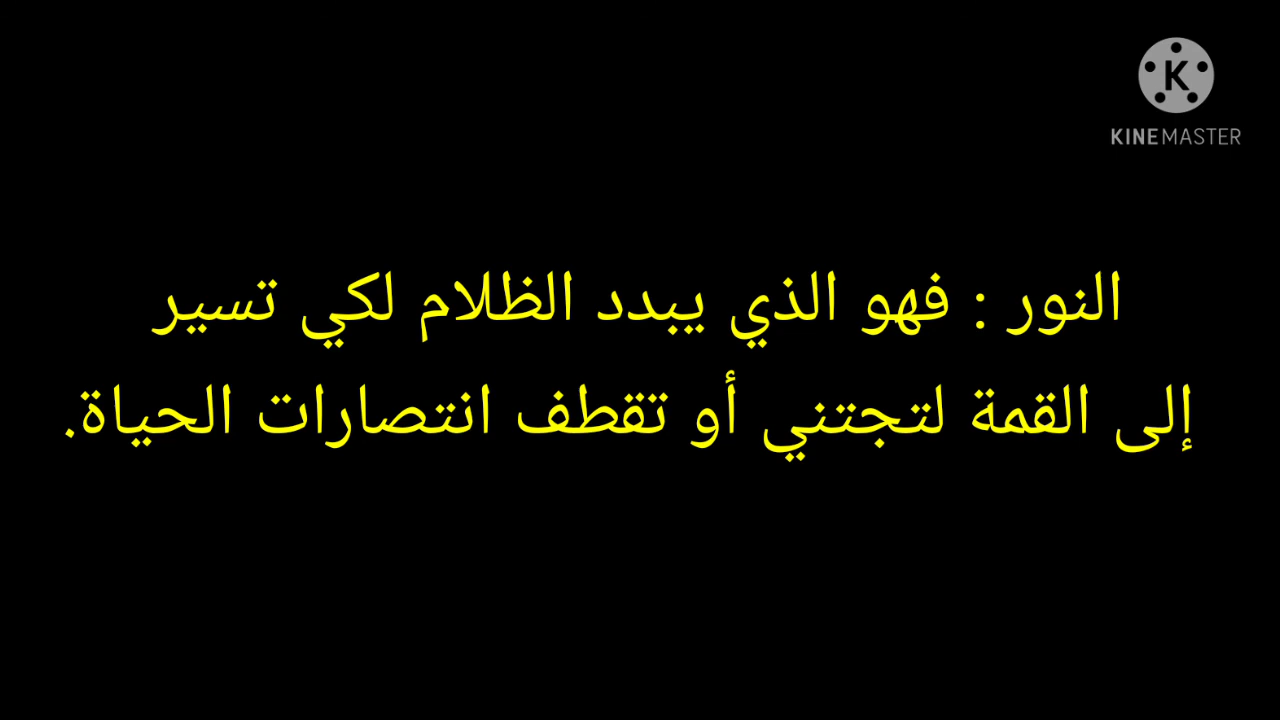 KINEMASTER
النور : فهو الذي يبدد الظلام لكي تسير
إلى القمة لتجتني أو تقطف انتصارات الحياة.